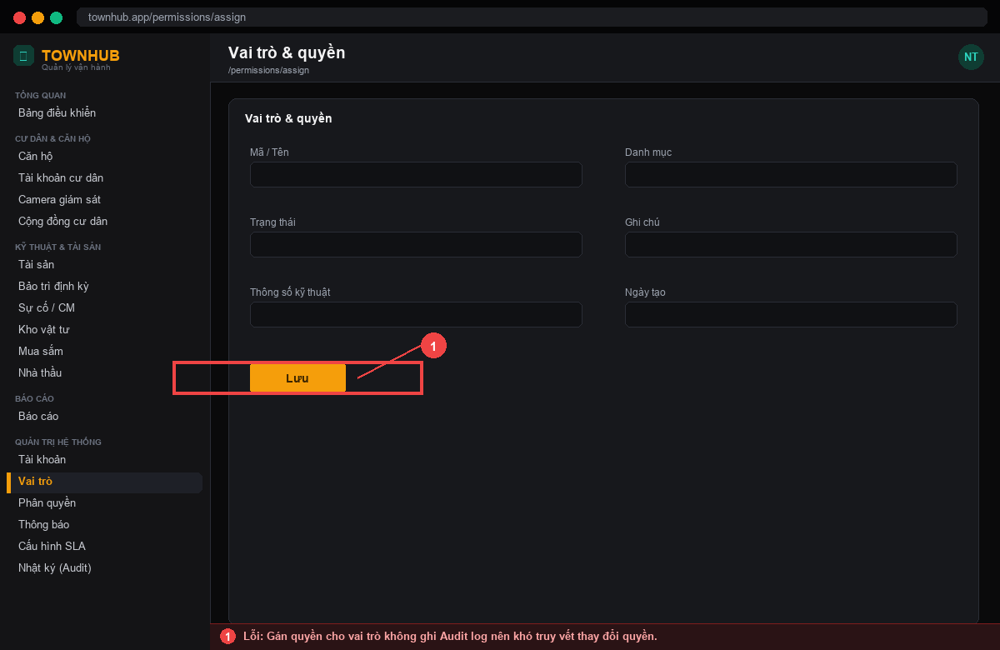 townhub.app/permissions/assign
TOWNHUB
Quản lý vận hành
TỔNG QUAN
Bảng điều khiển
CƯ DÂN & CĂN HỘ
Căn hộ
Tài khoản cư dân
Camera giám sát
Cộng đồng cư dân
KỸ THUẬT & TÀI SẢN
Tài sản
Bảo trì định kỳ
Sự cố / CM
Kho vật tư
Mua sắm
Nhà thầu
BÁO CÁO
Báo cáo
QUẢN TRỊ HỆ THỐNG
Tài khoản
Vai trò
Phân quyền
Thông báo
Cấu hình SLA
Nhật ký (Audit)
Vai trò & quyền
/permissions/assign
NT
Vai trò & quyền
Mã / Tên
Danh mục
Trạng thái
Ghi chú
Thông số kỹ thuật
Ngày tạo
1
Lưu
1 Lỗi: Gán quyền cho vai trò không ghi Audit log nên khó truy vết thay đổi quyền.